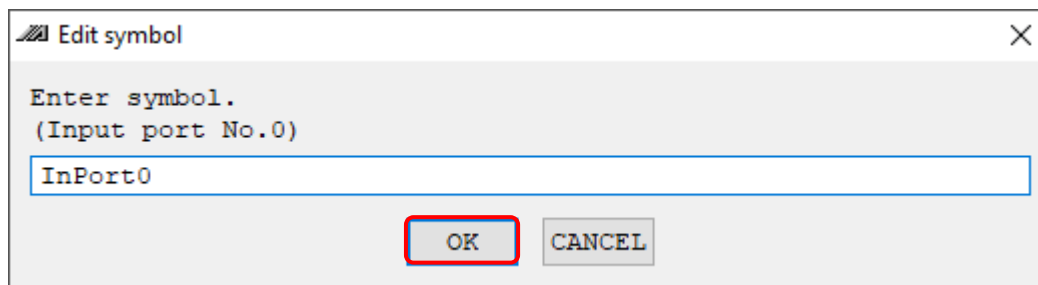 Edit symbol
Enter symbol.
(Input port No.0)
InPort0
OK CANCEL